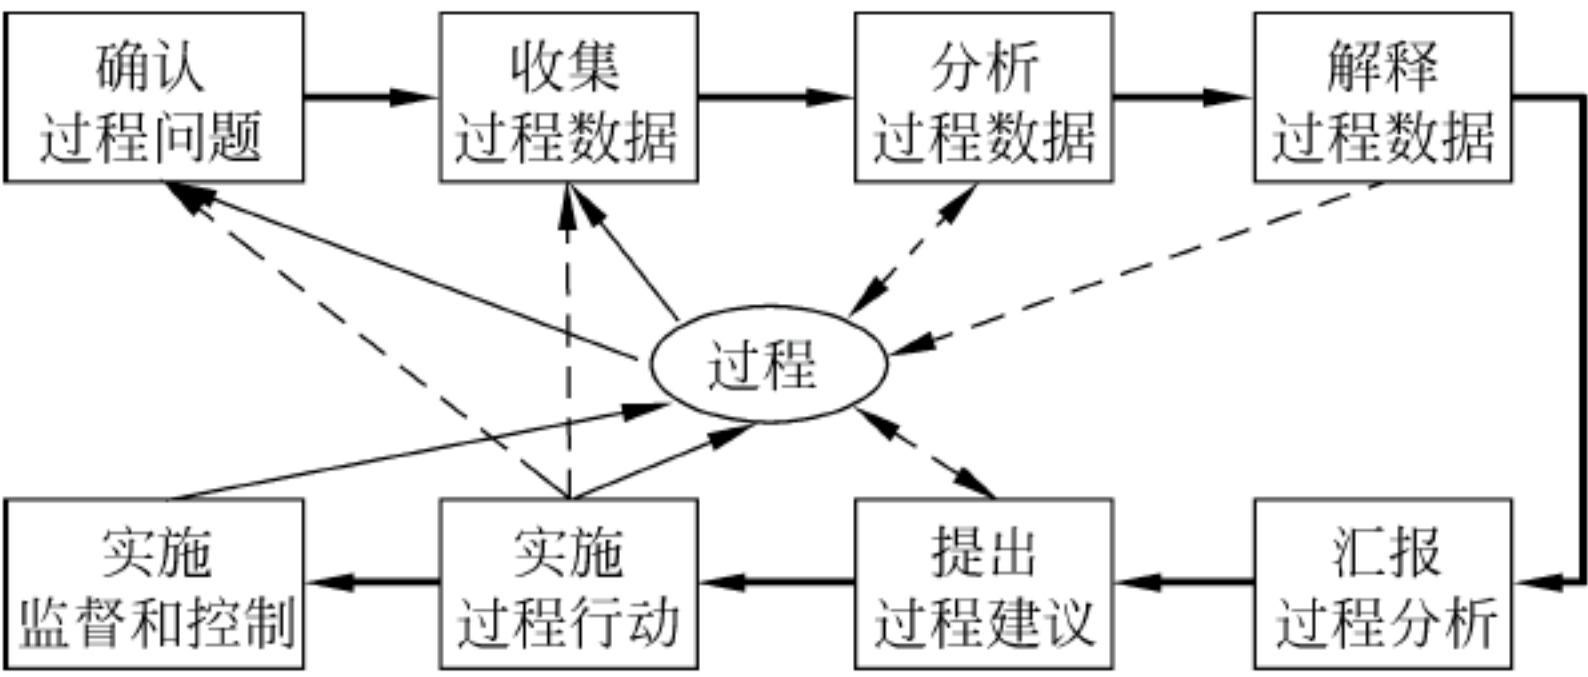 确认
过程问题
收集
过程数据
分析
过程数据
解释
过程数据
过程
实施
监督和控制
实施
过程行动
提出
过程建议
汇报
过程分析